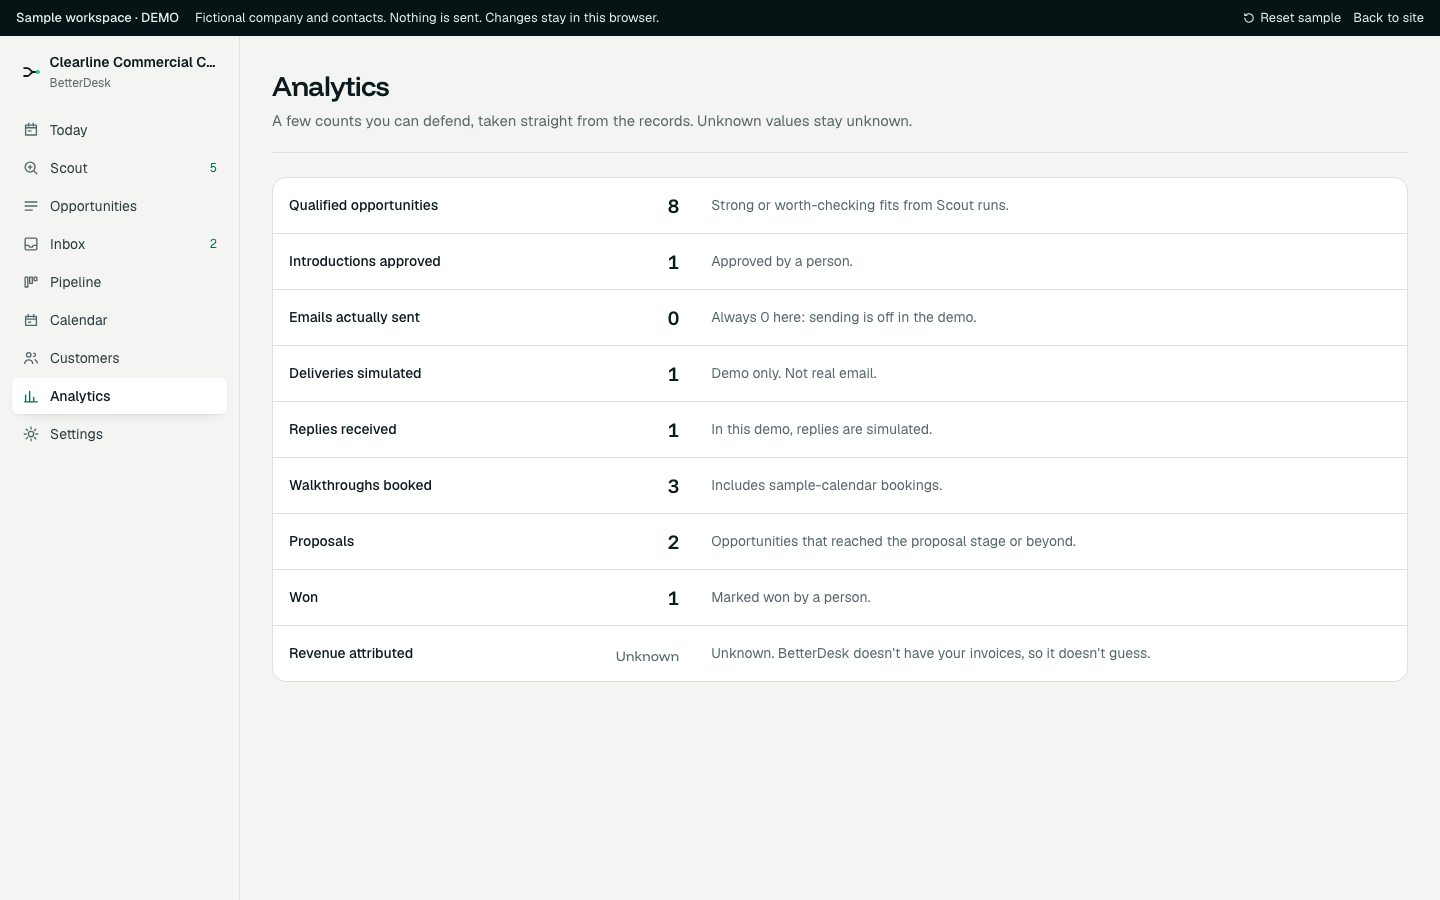 Sample workspace · DEMO Fictional company and contacts. Nothing is sent. Changes stay in this browser. Reset sample Back to site
Clearline Commercial C...
BetterDesk
Today
Scout 5
Opportunities
Inbox 2
Pipeline
Calendar
Customers
Analytics
Settings
Analytics
A few counts you can defend, taken straight from the records. Unknown values stay unknown.
Qualified opportunities 8 Strong or worth-checking fits from Scout runs.
Introductions approved 1 Approved by a person.
Emails actually sent 0 Always 0 here: sending is off in the demo.
Deliveries simulated 1 Demo only. Not real email.
Replies received 1 In this demo, replies are simulated.
Walkthroughs booked 3 Includes sample-calendar bookings.
Proposals 2 Opportunities that reached the proposal stage or beyond.
Won 1 Marked won by a person.
Revenue attributed Unknown Unknown. BetterDesk doesn't have your invoices, so it doesn't guess.